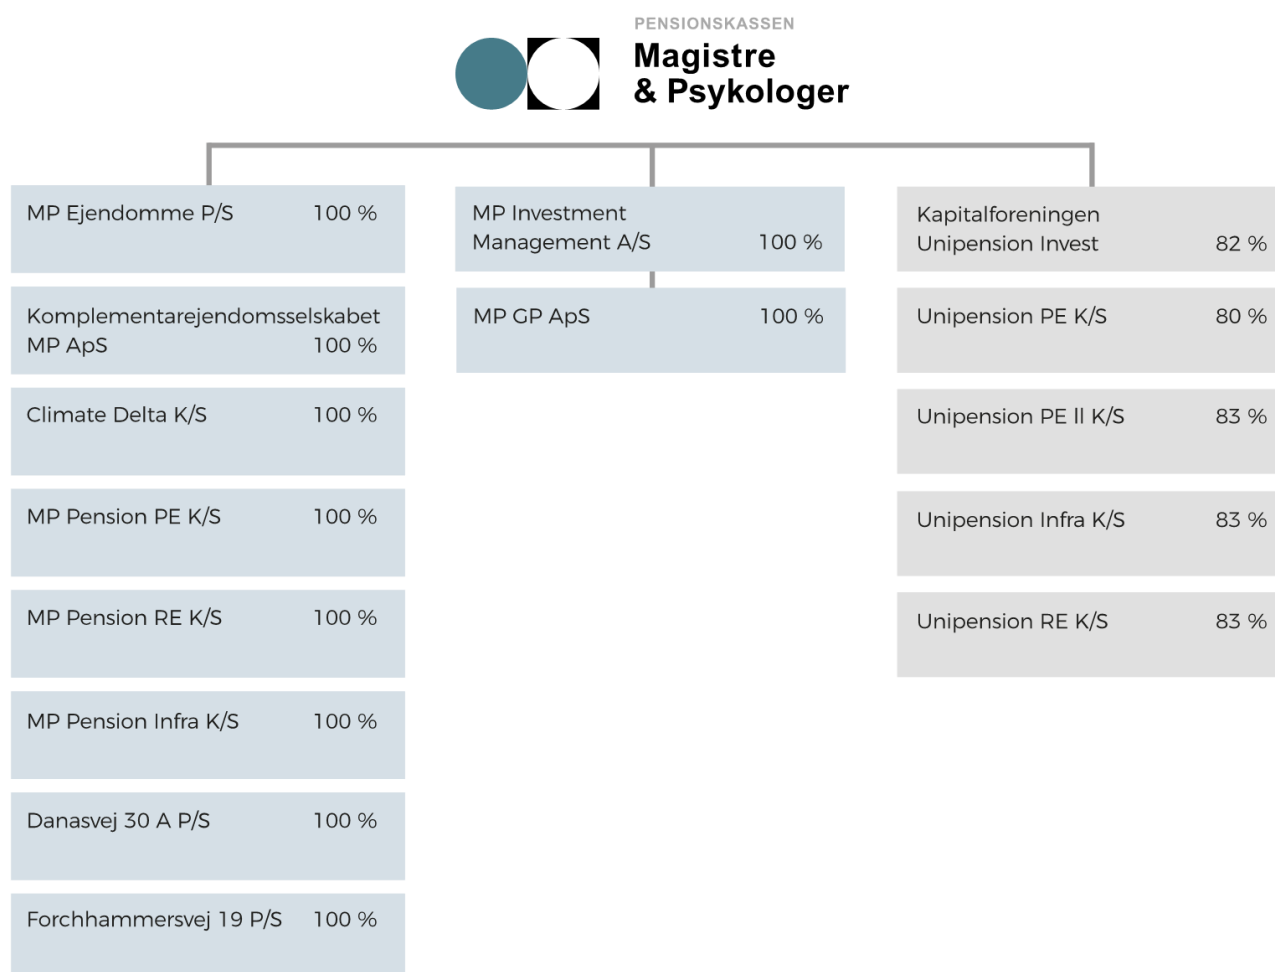 PENSIONSKASSEN
Magistre
& Psykologer
MP Ejendomme P/S 100 %
Komplementarejendomsselskabet
MP ApS 100 %
Climate Delta K/S 100 %
MP Pension PE K/S 100 %
MP Pension RE K/S 100 %
MP Pension Infra K/S 100 %
Danasvej 30 A P/S 100 %
Forchhammersvej 19 P/S 100 %
MP Investment
Management A/S 100 %
MP GP ApS 100 %
Kapitalforeningen
Unipension Invest 82 %
Unipension PE K/S 80 %
Unipension PE ll K/S 83 %
Unipension Infra K/S 83 %
Unipension RE K/S 83 %